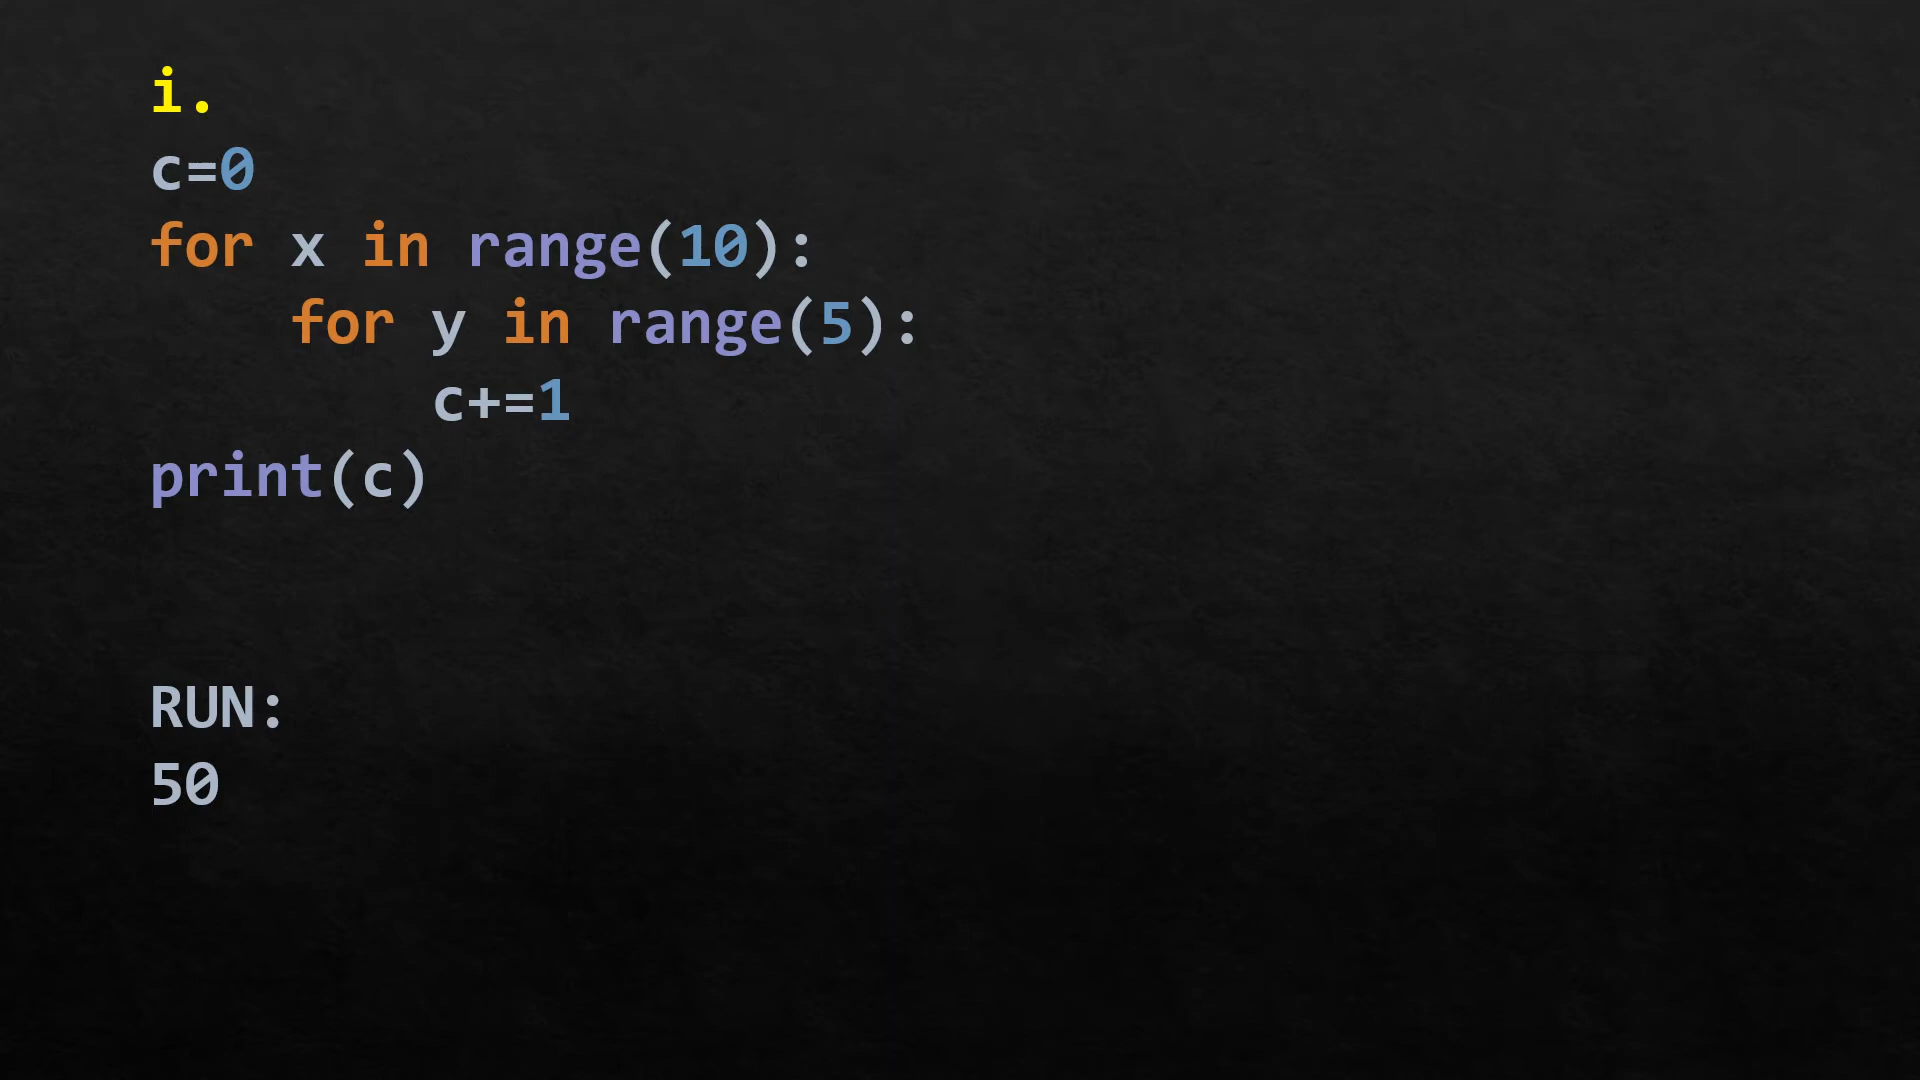 i.
c=0
for x in range(10):
    for y in range(5):
        c+=1
print(c)
RUN:
50